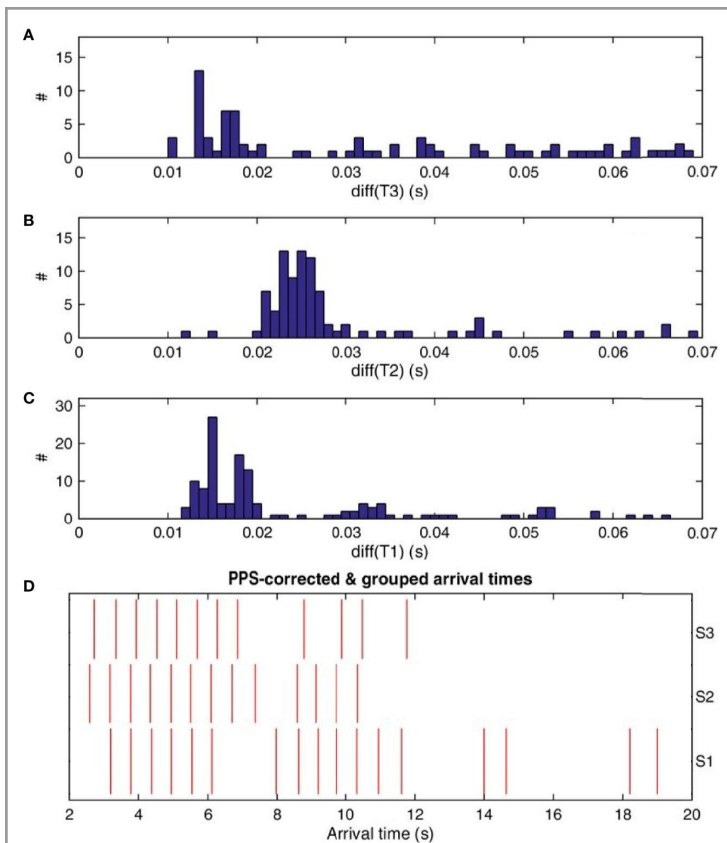 A
15
10
5
0
#
0 0.01 0.02 0.03 0.04 0.05 0.06 0.07
diff(T3) (s)
B
15
10
5
0
#
0 0.01 0.02 0.03 0.04 0.05 0.06 0.07
diff(T2) (s)
C
30
20
10
0
#
0 0.01 0.02 0.03 0.04 0.05 0.06 0.07
diff(T1) (s)
D
PPS-corrected & grouped arrival times
S3
S2
S1
2 4 6 8 10 12 14 16 18 20
Arrival time (s)